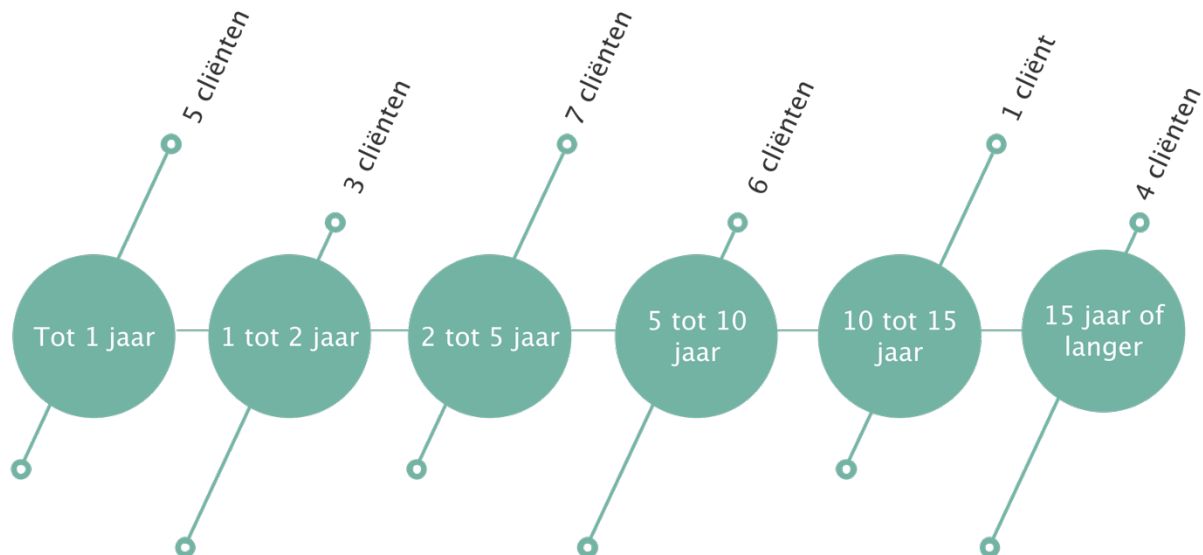 5 cliënten
Tot 1 jaar
3 cliënten
1 tot 2 jaar
7 cliënten
2 tot 5 jaar
6 cliënten
5 tot 10
jaar
1 cliënt
10 tot 15
jaar
4 cliënten
15 jaar of
langer